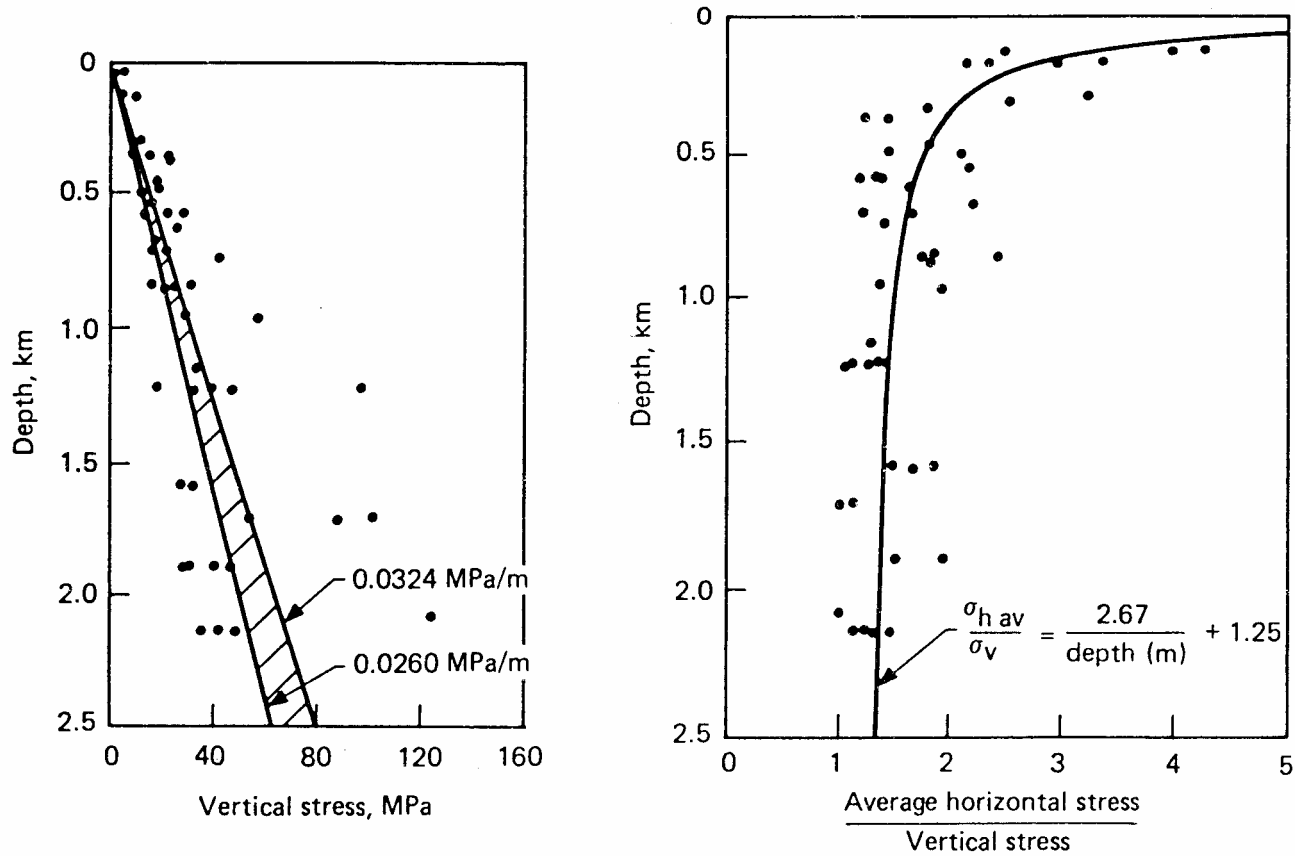 0
0.5
1.0
1.5
2.0
2.5
Depth, km
0.0324 MPa/m
0.0260 MPa/m
0 40 80 120 160
Vertical stress, MPa
0
0.5
1.0
1.5
2.0
2.5
Depth, km
σh av / σv = 2.67 / depth (m) + 1.25
0 1 2 3 4 5
Average horizontal stress
Vertical stress